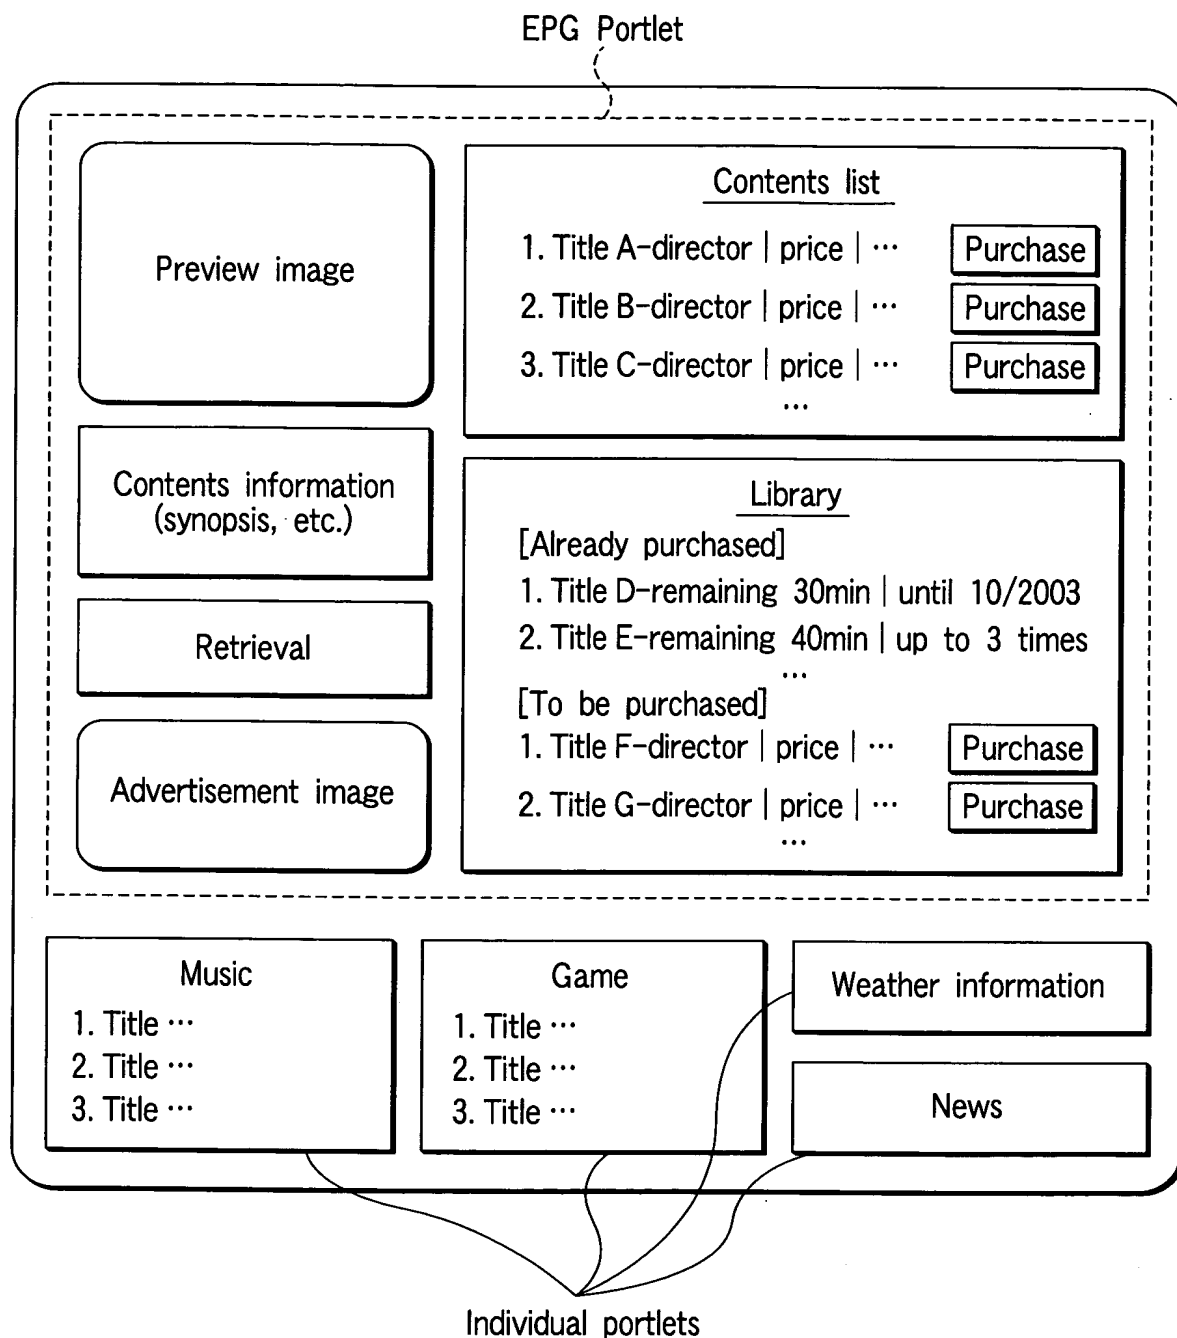 EPG Portlet
Preview image
Contents information
(synopsis, etc.)
Retrieval
Advertisement image
Contents list
1. Title A-director | price | ··· Purchase
2. Title B-director | price | ··· Purchase
3. Title C-director | price | ··· Purchase
···
Library
[Already purchased]
1. Title D-remaining 30min | until 10/2003
2. Title E-remaining 40min | up to 3 times
···
[To be purchased]
1. Title F-director | price | ··· Purchase
2. Title G-director | price | ··· Purchase
···
Music
1. Title ···
2. Title ···
3. Title ···
Game
1. Title ···
2. Title ···
3. Title ···
Weather information
News
Individual portlets